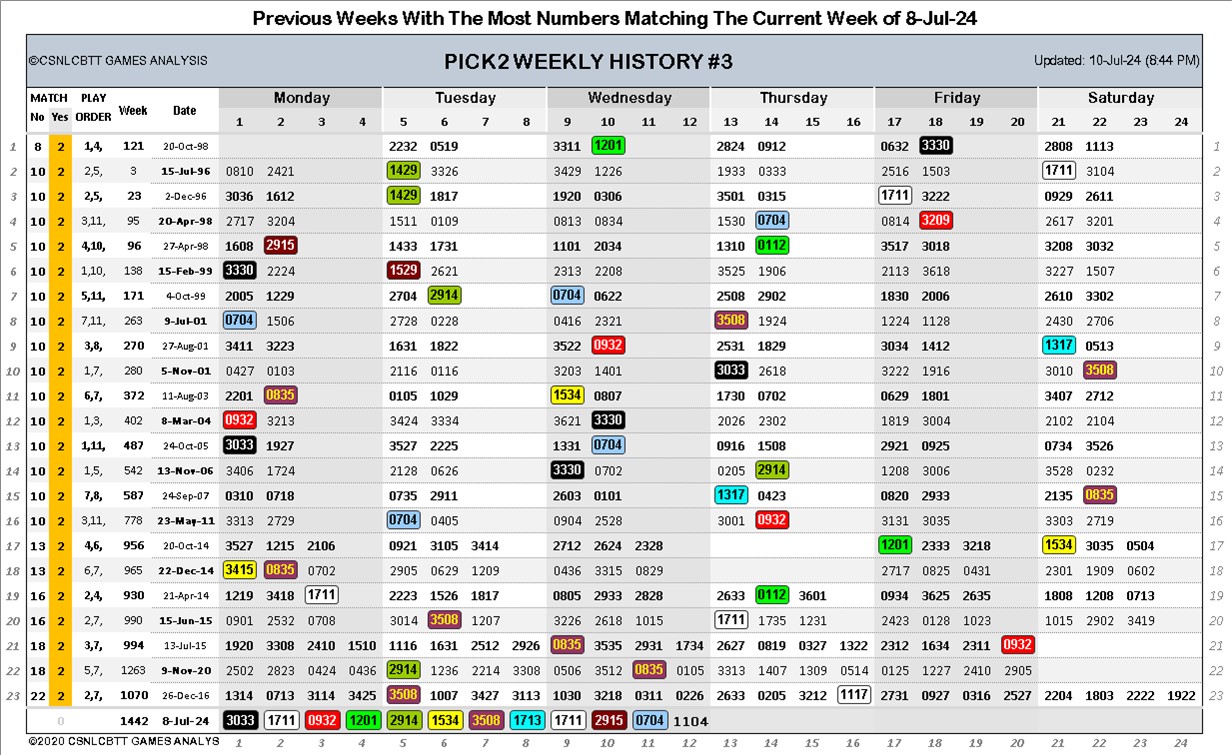 Previous Weeks With The Most Numbers Matching The Current Week of 8-Jul-24
©CSNLCBTT GAMES ANALYSIS PICK2 WEEKLY HISTORY #3 Updated: 10-Jul-24 (8:44 PM)
MATCH PLAY Week Date Monday Tuesday Wednesday Thursday Friday Saturday
No Yes ORDER 1 2 3 4 5 6 7 8 9 10 11 12 13 14 15 16 17 18 19 20 21 22 23 24
1 8 2 1,4, 121 20-Oct-98 2232 0519 3311 1201 2824 0912 0632 3330 2808 1113 1
2 10 2 2,5, 3 15-Jul-96 0810 2421 1429 3326 3429 1226 1933 0333 2516 1503 1711 3104 2
3 10 2 2,5, 23 2-Dec-96 3036 1612 1429 1817 1920 0306 3501 0315 1711 3222 0929 2611 3
4 10 2 3,11, 95 20-Apr-98 2717 3204 1511 0109 0813 0834 1530 0704 0814 3209 2617 3201 4
5 10 2 4,10, 96 27-Apr-98 1608 2915 1433 1731 1101 2034 1310 0112 3517 3018 3208 3032 5
6 10 2 1,10, 138 15-Feb-99 3330 2224 1529 2621 2313 2208 3525 1906 2113 3618 3227 1507 6
7 10 2 5,11, 171 4-Oct-99 2005 1229 2704 2914 0704 0622 2508 2902 1830 2006 2610 3302 7
8 10 2 7,11, 263 9-Jul-01 0704 1506 2728 0228 0416 2321 3508 1924 1224 1128 2430 2706 8
9 10 2 3,8, 270 27-Aug-01 3411 3223 1631 1822 3522 0932 2531 1829 3034 1412 1317 0513 9
10 10 2 1,7, 280 5-Nov-01 0427 0103 2116 0116 3203 1401 3033 2618 3222 1916 3010 3508 10
11 10 2 6,7, 372 11-Aug-03 2201 0835 0105 1029 1534 0807 1730 0702 0629 1801 3407 2712 11
12 10 2 1,3, 402 8-Mar-04 0932 3213 3424 3334 3621 3330 2026 2302 1819 3004 2102 2104 12
13 10 2 1,11, 487 24-Oct-05 3033 1927 3527 2225 1331 0704 0916 1508 2921 0925 0734 3526 13
14 10 2 1,5, 542 13-Nov-06 3406 1724 2128 0626 3330 0702 0205 2914 1208 3006 3528 0232 14
15 10 2 7,8, 587 24-Sep-07 0310 0718 0735 2911 2603 0101 1317 0423 0820 2933 2135 0835 15
16 10 2 3,11, 778 23-May-11 3313 2729 0704 0405 0904 2528 3001 0932 3131 3035 3303 2719 16
17 13 2 4,6, 956 20-Oct-14 3527 1215 2106 0921 3105 3414 2712 2624 2328 1201 2333 3218 1534 3035 0504 17
18 13 2 6,7, 965 22-Dec-14 3415 0835 0702 2905 0629 1209 0436 3315 0829 2717 0825 0431 2301 1909 0602 18
19 16 2 2,4, 930 21-Apr-14 1219 3418 1711 2223 1526 1817 0805 2933 2828 2633 0112 3601 0934 3625 2635 1808 1208 0713 19
20 16 2 2,7, 990 15-Jun-15 0901 2532 0708 3014 3508 1207 3226 2618 1015 1711 1735 1231 2423 0128 1023 1015 2902 3419 20
21 18 2 3,7, 994 13-Jul-15 1920 3308 2410 1510 1116 1631 2512 2926 0835 3535 2931 1734 2627 0819 0327 1322 2312 1634 2311 0932 21
22 18 2 5,7, 1263 9-Nov-20 2502 2823 0424 0436 2914 1236 2214 3308 0506 3512 0835 0105 3313 1407 1309 0514 0125 1227 2410 2905 22
23 22 2 2,7, 1070 26-Dec-16 1314 0713 3114 3425 3508 1007 3427 3113 1030 3218 0311 0226 2633 0205 3212 1117 2731 0927 0316 2527 2204 1803 2222 1922 23
0 1442 8-Jul-24 3033 1711 0932 1201 2914 1534 3508 1713 1711 2915 0704 1104
©2020 CSNLCBTT GAMES ANALYS 1 2 3 4 5 6 7 8 9 10 11 12 13 14 15 16 17 18 19 20 21 22 23 24